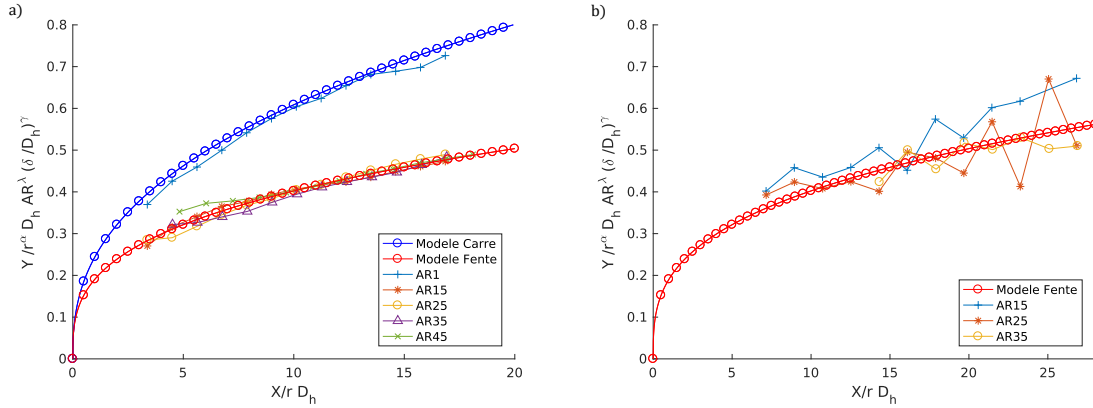 a)
0.8
0.7
0.6
0.5
0.4
0.3
0.2
0.1
0
0 5 10 15 20
X/r D_h
Y /r^α D_h AR^λ (δ /D_h)^γ
Modele Carre
Modele Fente
AR1
AR15
AR25
AR35
AR45
b)
0.8
0.7
0.6
0.5
0.4
0.3
0.2
0.1
0
0 5 10 15 20 25
X/r D_h
Y /r^α D_h AR^λ (δ /D_h)^γ
Modele Fente
AR15
AR25
AR35